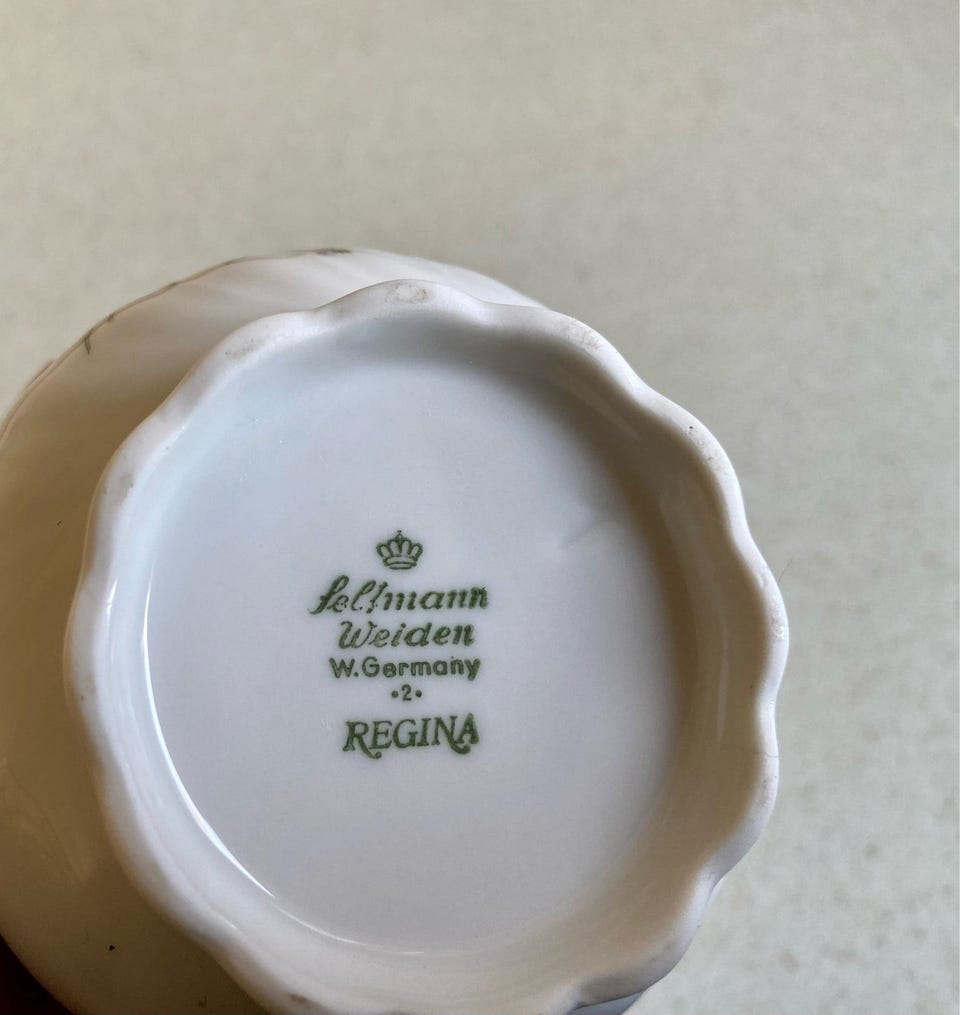 Seltmann
Weiden
W.Germany
•2•
REGINA